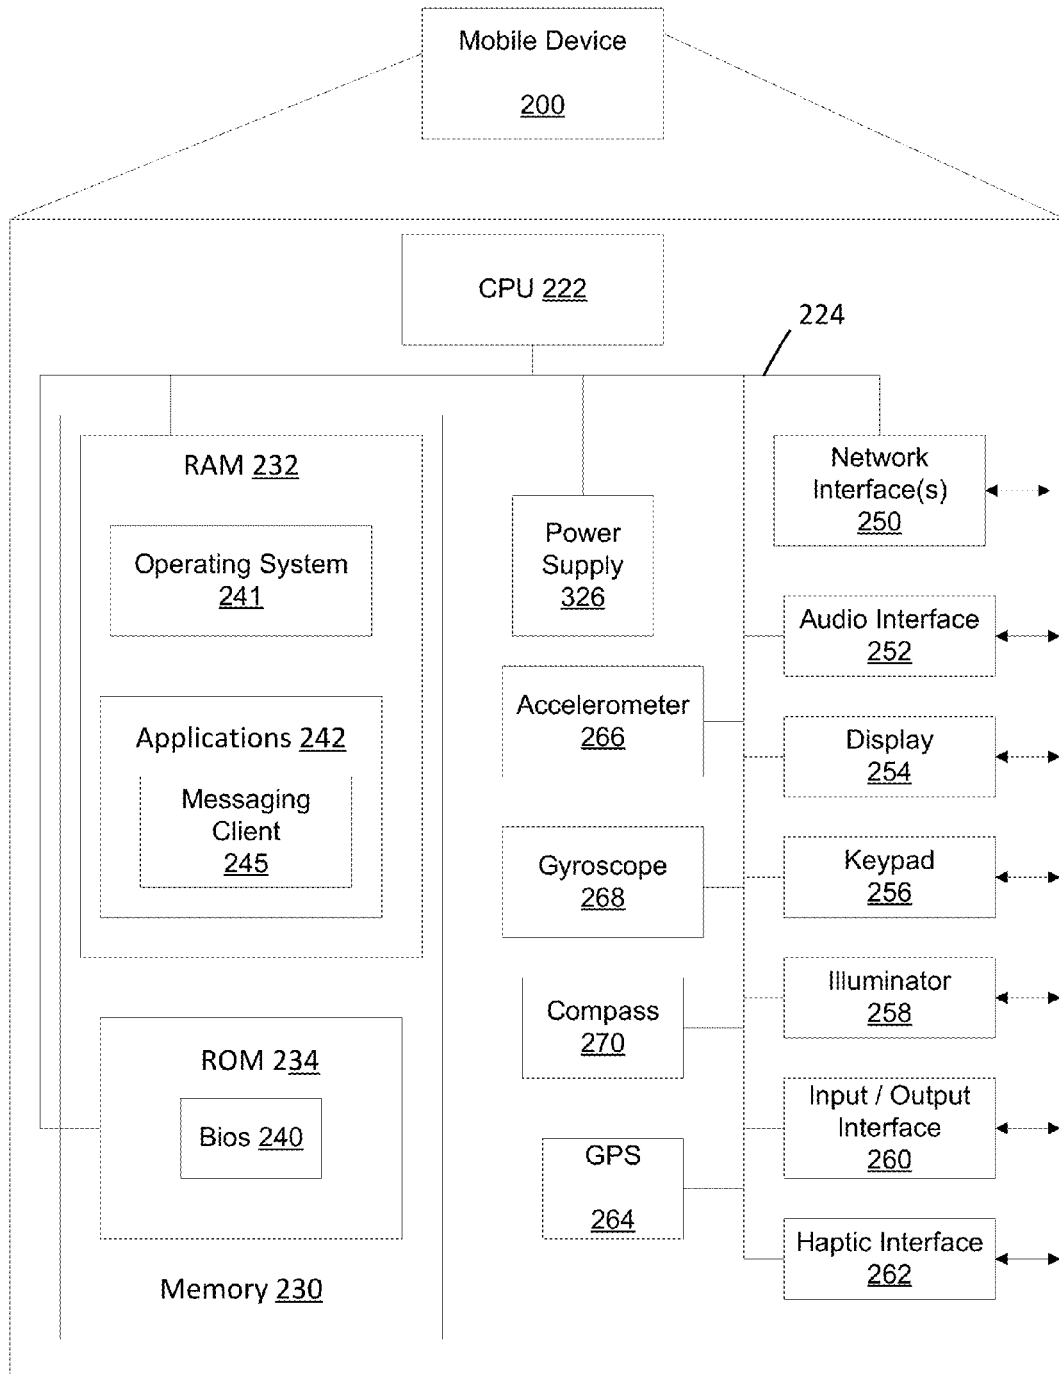 Mobile Device
200
CPU 222
224
RAM 232
Operating System
241
Applications 242
Messaging
Client
245
ROM 234
Bios 240
Memory 230
Power
Supply
326
Accelerometer
266
Gyroscope
268
Compass
270
GPS
264
Network
Interface(s)
250
Audio Interface
252
Display
254
Keypad
256
Illuminator
258
Input / Output
Interface
260
Haptic Interface
262